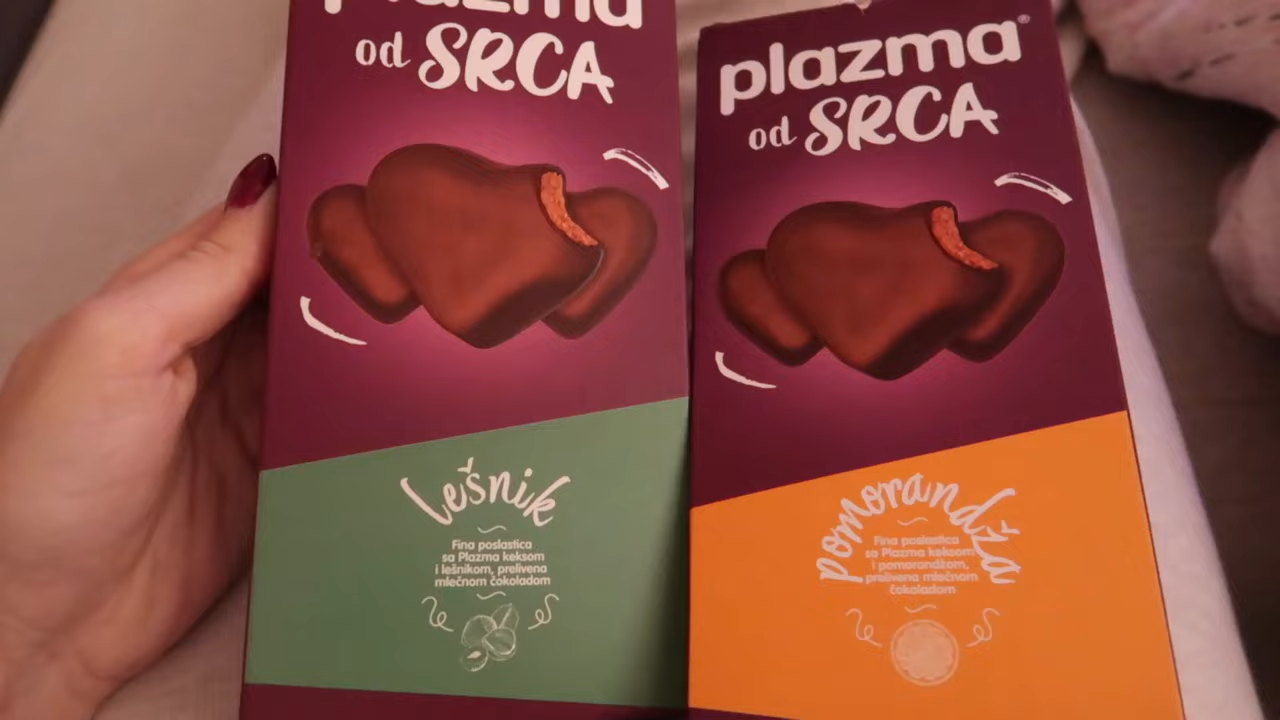 plazma
od SRCA
lešnik
Fina poslastica
sa Plazma keksom
i lešnikom, prelivena
mlečnom čokoladom
plazma®
od SRCA
pomorandža
Fina poslastica
sa Plazma keksom
i pomorandžom,
prelivena mlečnom
čokoladom